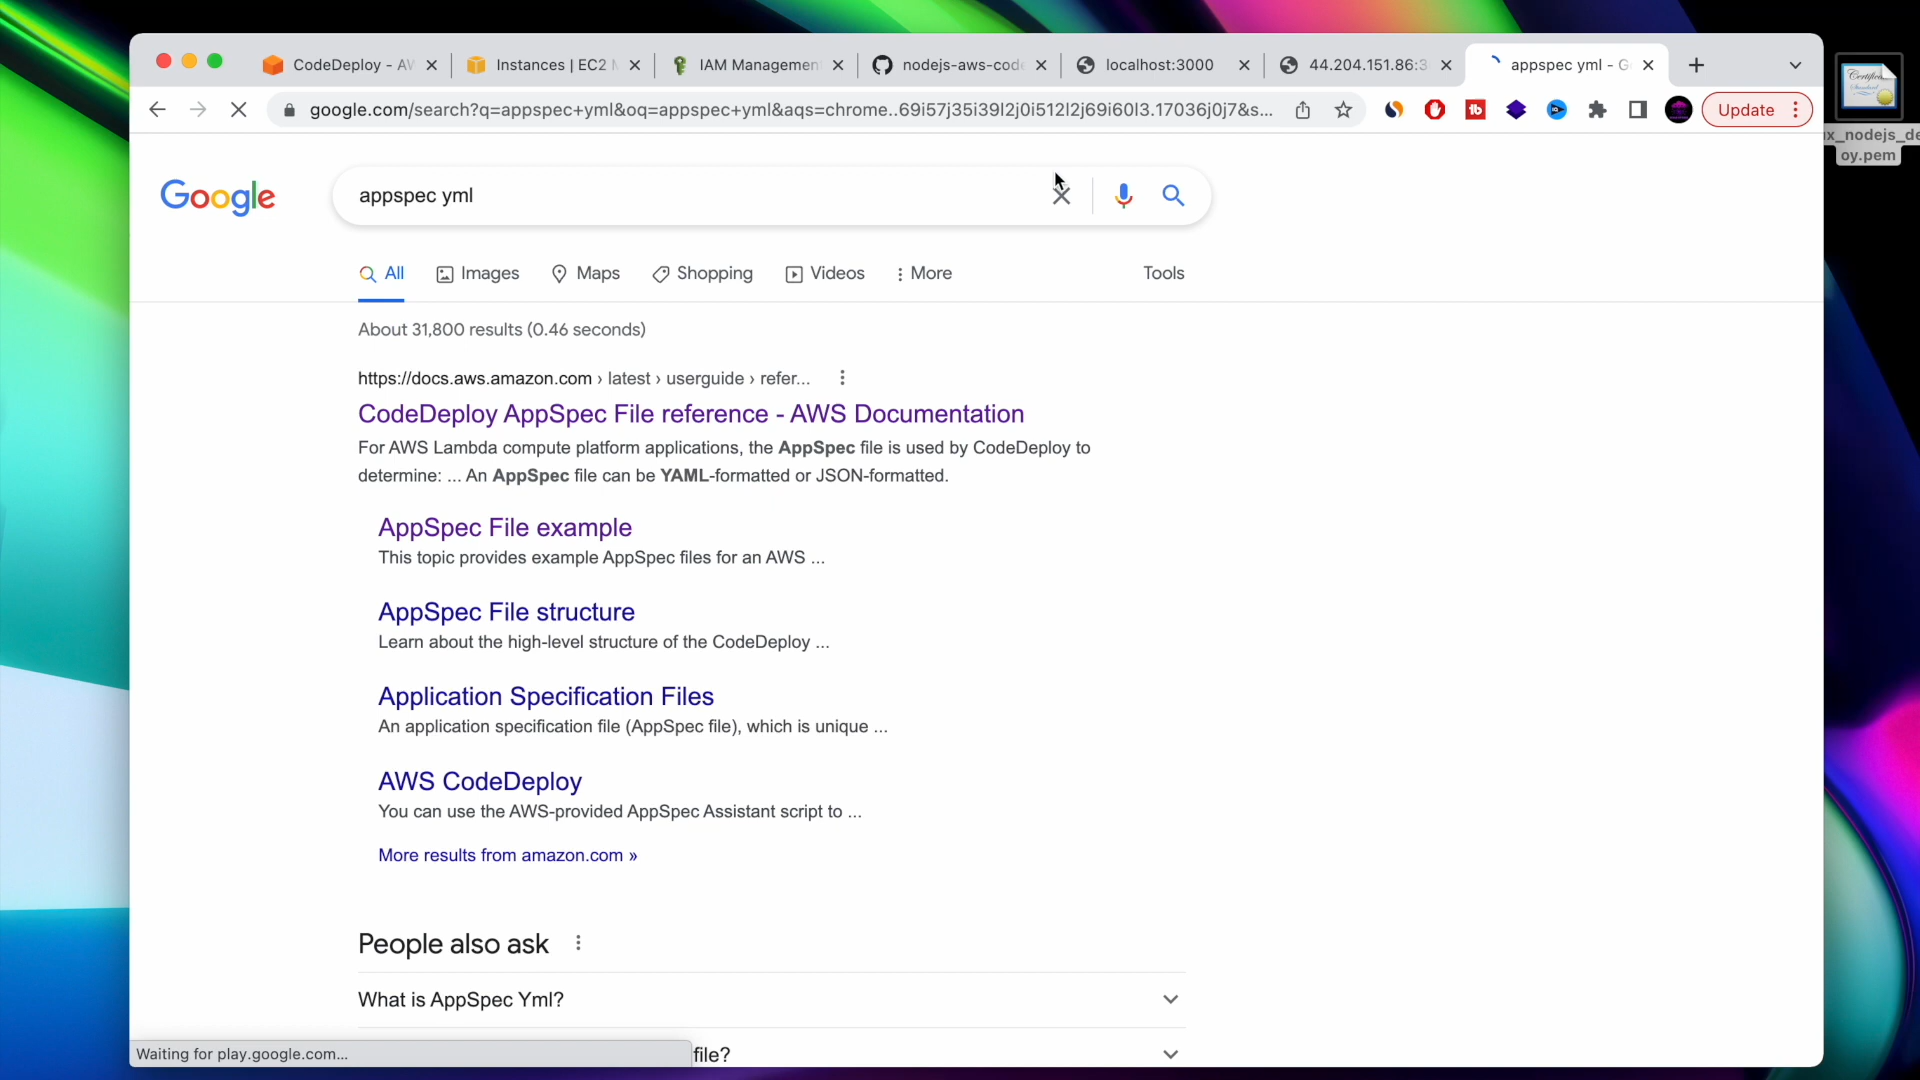 CodeDeploy - AW
Instances | EC2 M
IAM Management
nodejs-aws-code
localhost:3000
44.204.151.86:3
appspec yml - G
google.com/search?q=appspec+yml&oq=appspec+yml&aqs=chrome..69i57j35i39l2j0i512l2j69i60l3.17036j0j7&s...
Update
Google
appspec yml
All
Images
Maps
Shopping
Videos
More
Tools
About 31,800 results (0.46 seconds)
https://docs.aws.amazon.com › latest › userguide › refer...
CodeDeploy AppSpec File reference - AWS Documentation
For AWS Lambda compute platform applications, the AppSpec file is used by CodeDeploy to
determine: ... An AppSpec file can be YAML-formatted or JSON-formatted.
AppSpec File example
This topic provides example AppSpec files for an AWS ...
AppSpec File structure
Learn about the high-level structure of the CodeDeploy ...
Application Specification Files
An application specification file (AppSpec file), which is unique ...
AWS CodeDeploy
You can use the AWS-provided AppSpec Assistant script to ...
More results from amazon.com »
People also ask
What is AppSpec Yml?
file?
Waiting for play.google.com...
x_nodejs_de
oy.pem